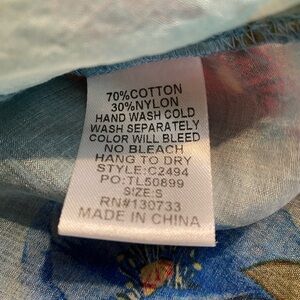 70%COTTON
30%NYLON
HAND WASH COLD
WASH SEPARATELY
COLOR WILL BLEED
NO BLEACH
HANG TO DRY
STYLE:C2494
PO:TL50899
SIZE:S
RN#130733
MADE IN CHINA